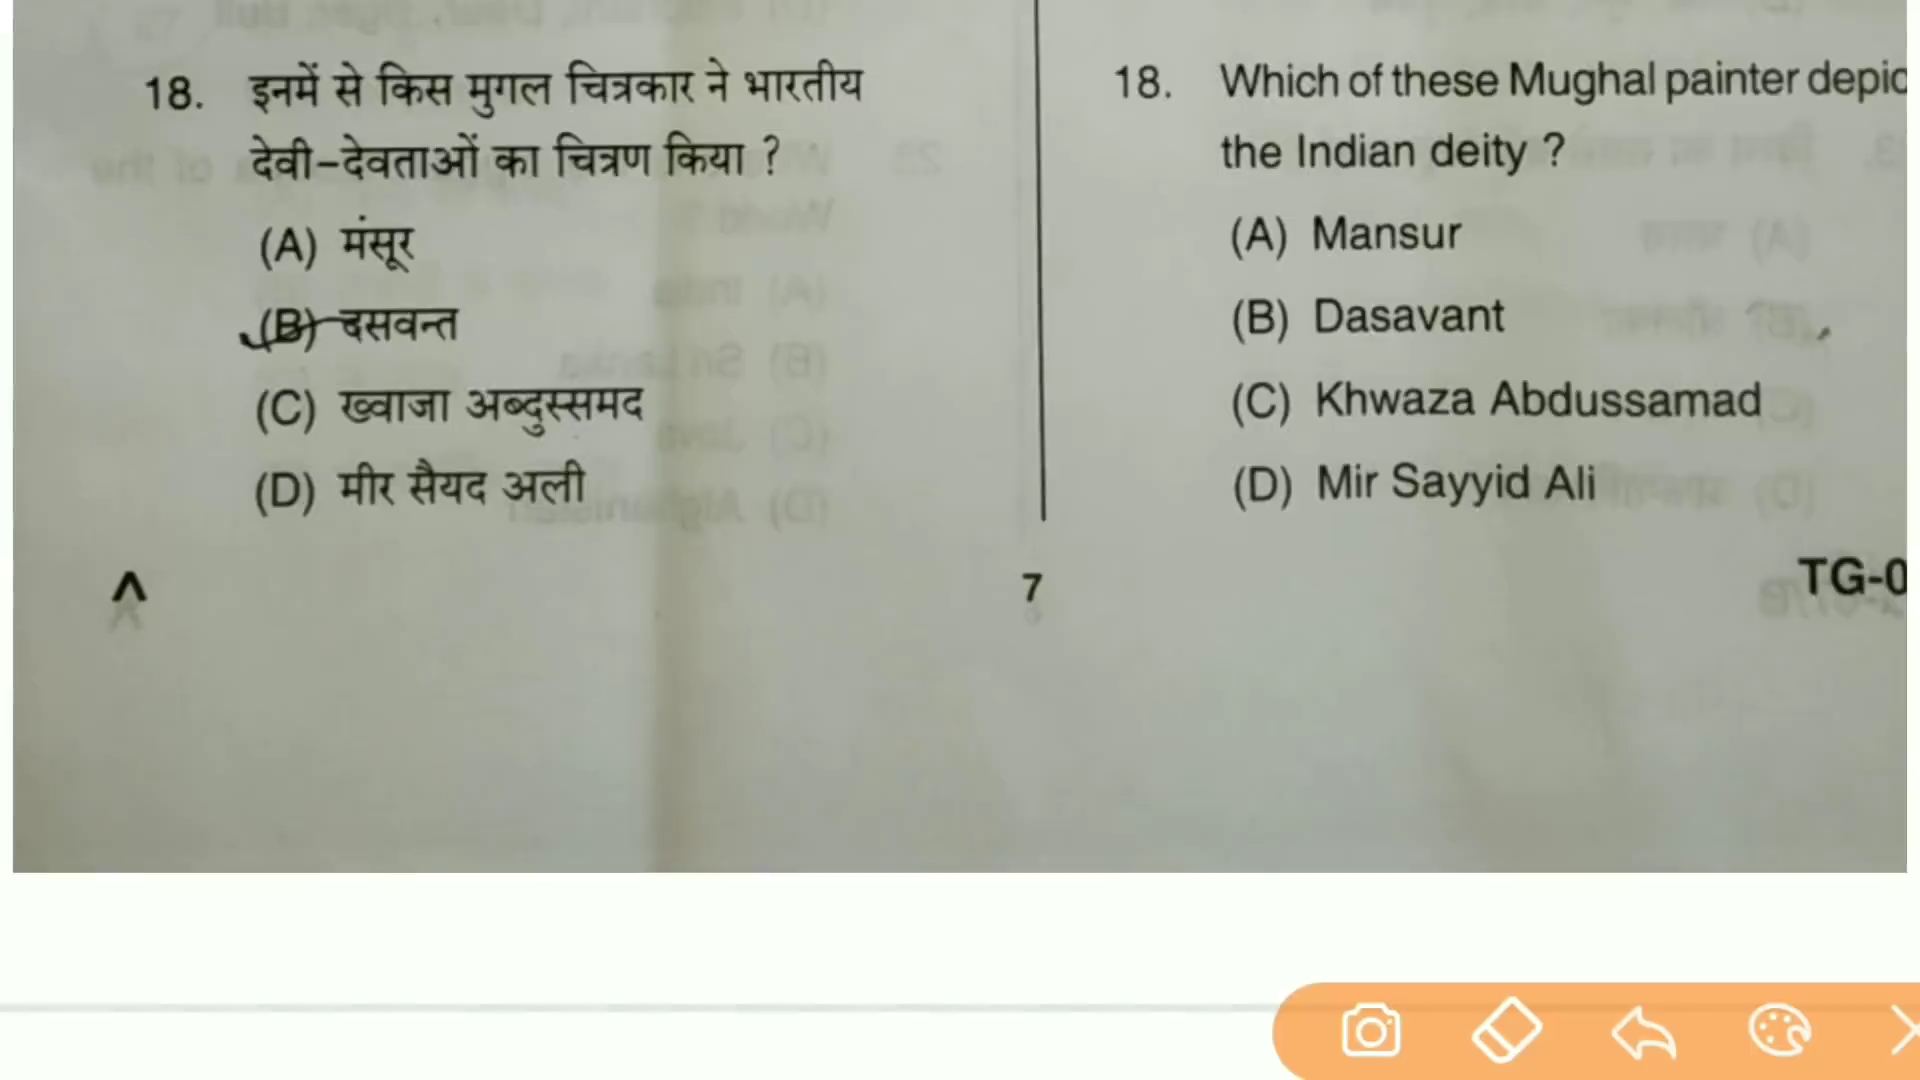 18. इनमें से किस मुगल चित्रकार ने भारतीय
देवी-देवताओं का चित्रण किया ?
(A) मंसूर
(B) दसवन्त
(C) ख्वाजा अब्दुस्समद
(D) मीर सैयद अली
18. Which of these Mughal painter depic
the Indian deity ?
(A) Mansur
(B) Dasavant
(C) Khwaza Abdussamad
(D) Mir Sayyid Ali
7
TG-0